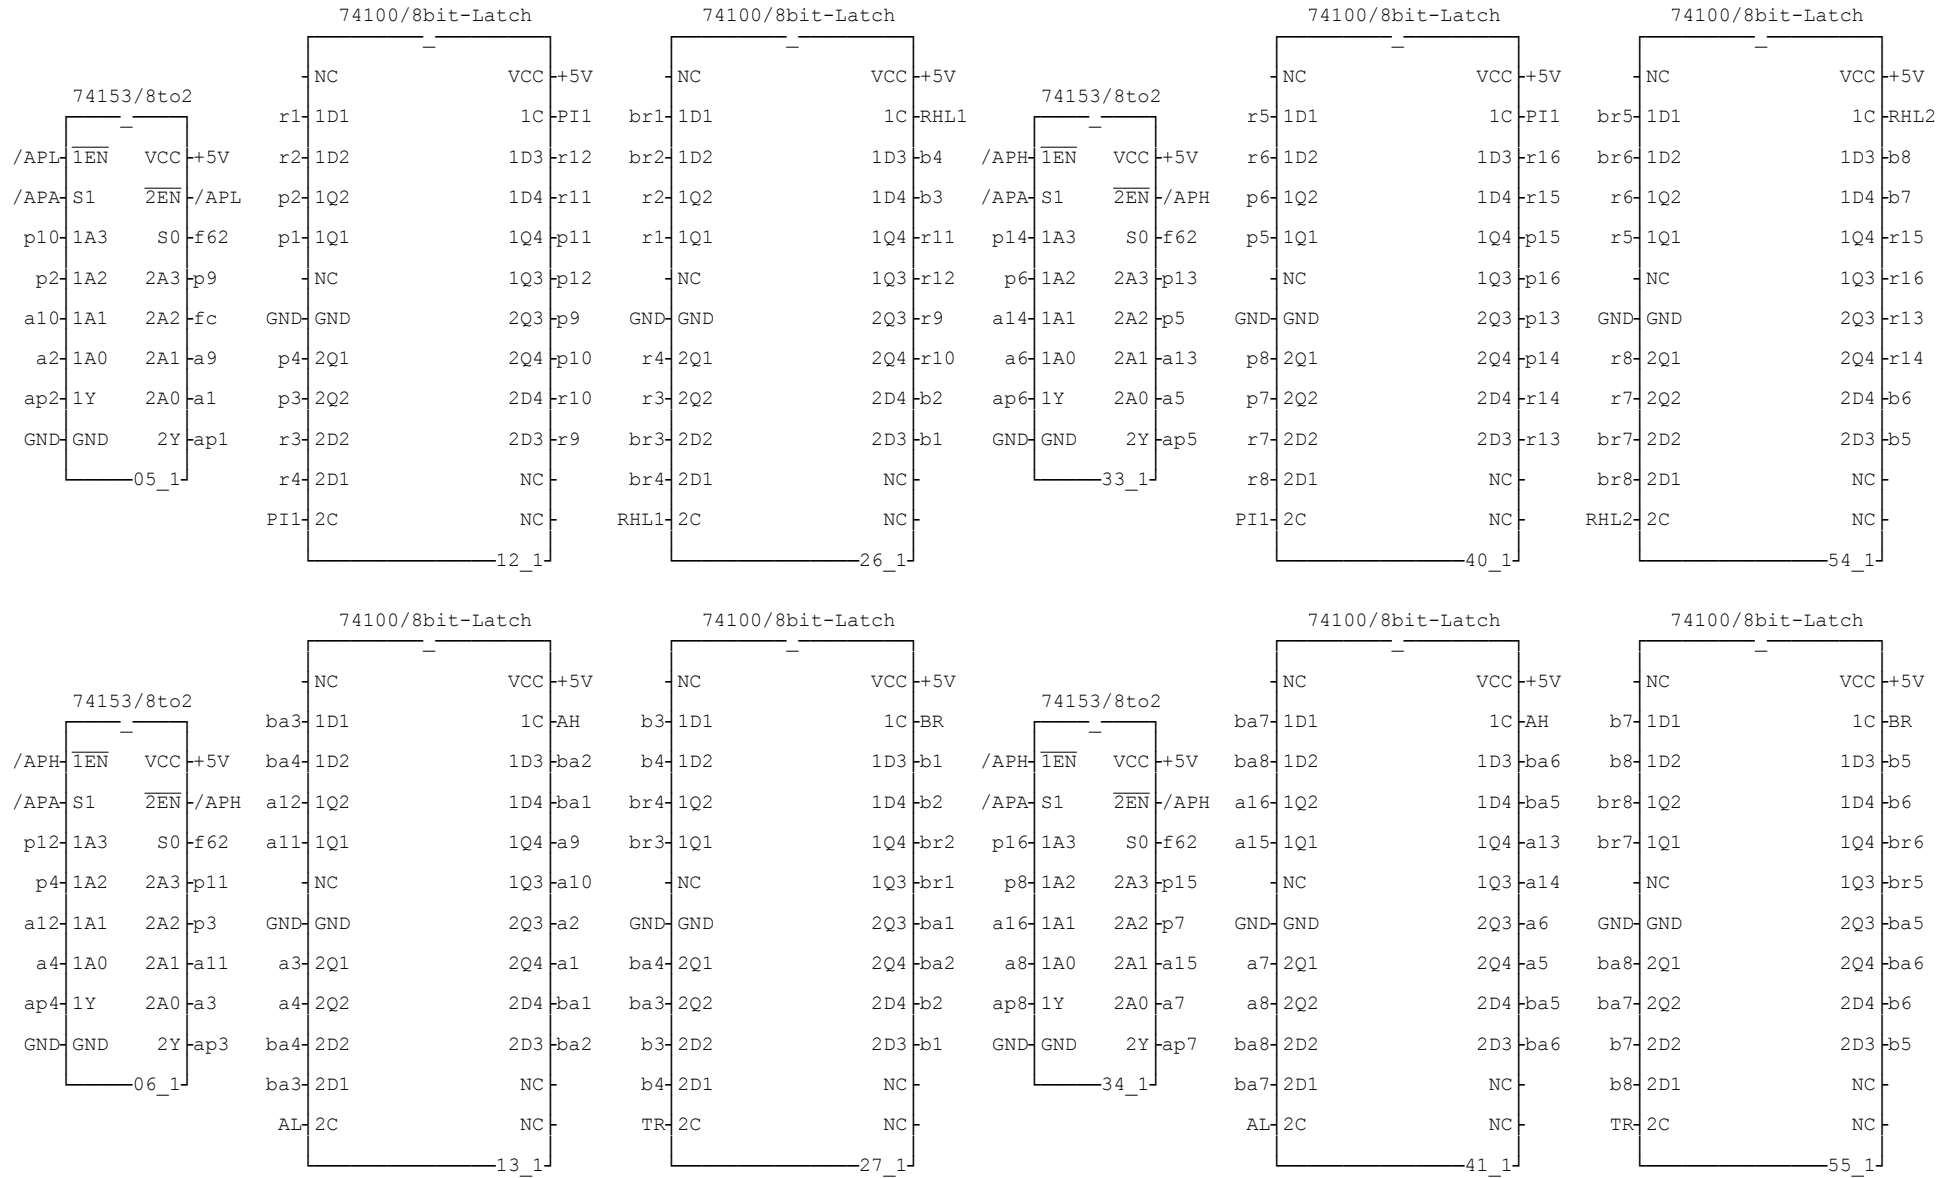 74100/8bit-Latch 74100/8bit-Latch 74100/8bit-Latch 74100/8bit-Latch
NC VCC +5V NC VCC +5V NC VCC +5V NC VCC +5V
74153/8to2 74153/8to2
r1 1D1 1C PI1 br1 1D1 1C RHL1 r5 1D1 1C PI1 br5 1D1 1C RHL2
/APL 1EN VCC +5V r2 1D2 1D3 r12 br2 1D2 1D3 b4 /APH 1EN VCC +5V r6 1D2 1D3 r16 br6 1D2 1D3 b8
/APA S1 2EN /APL p2 1Q2 1D4 r11 r2 1Q2 1D4 b3 /APA S1 2EN /APH p6 1Q2 1D4 r15 r6 1Q2 1D4 b7
p10 1A3 S0 f62 p1 1Q1 1Q4 p11 r1 1Q1 1Q4 r11 p14 1A3 S0 f62 p5 1Q1 1Q4 p15 r5 1Q1 1Q4 r15
p2 1A2 2A3 p9 NC 1Q3 p12 NC 1Q3 r12 p6 1A2 2A3 p13 NC 1Q3 p16 NC 1Q3 r16
a10 1A1 2A2 fc GND GND 2Q3 p9 GND GND 2Q3 r9 a14 1A1 2A2 p5 GND GND 2Q3 p13 GND GND 2Q3 r13
a2 1A0 2A1 a9 p4 2Q1 2Q4 p10 r4 2Q1 2Q4 r10 a6 1A0 2A1 a13 p8 2Q1 2Q4 p14 r8 2Q1 2Q4 r14
ap2 1Y 2A0 a1 p3 2Q2 2D4 r10 r3 2Q2 2D4 b2 ap6 1Y 2A0 a5 p7 2Q2 2D4 r14 r7 2Q2 2D4 b6
GND GND 2Y ap1 r3 2D2 2D3 r9 br3 2D2 2D3 b1 GND GND 2Y ap5 r7 2D2 2D3 r13 br7 2D2 2D3 b5
05_1 r4 2D1 NC br4 2D1 NC 33_1 r8 2D1 NC br8 2D1 NC
PI1 2C NC RHL1 2C NC PI1 2C NC RHL2 2C NC
12_1 26_1 40_1 54_1
74100/8bit-Latch 74100/8bit-Latch 74100/8bit-Latch 74100/8bit-Latch
NC VCC +5V NC VCC +5V NC VCC +5V NC VCC +5V
74153/8to2 74153/8to2
ba3 1D1 1C AH b3 1D1 1C BR ba7 1D1 1C AH b7 1D1 1C BR
/APH 1EN VCC +5V ba4 1D2 1D3 ba2 b4 1D2 1D3 b1 /APH 1EN VCC +5V ba8 1D2 1D3 ba6 b8 1D2 1D3 b5
/APA S1 2EN /APH a12 1Q2 1D4 ba1 br4 1Q2 1D4 b2 /APA S1 2EN /APH a16 1Q2 1D4 ba5 br8 1Q2 1D4 b6
p12 1A3 S0 f62 a11 1Q1 1Q4 a9 br3 1Q1 1Q4 br2 p16 1A3 S0 f62 a15 1Q1 1Q4 a13 br7 1Q1 1Q4 br6
p4 1A2 2A3 p11 NC 1Q3 a10 NC 1Q3 br1 p8 1A2 2A3 p15 NC 1Q3 a14 NC 1Q3 br5
a12 1A1 2A2 p3 GND GND 2Q3 a2 GND GND 2Q3 ba1 a16 1A1 2A2 p7 GND GND 2Q3 a6 GND GND 2Q3 ba5
a4 1A0 2A1 a11 a3 2Q1 2Q4 a1 ba4 2Q1 2Q4 ba2 a8 1A0 2A1 a15 a7 2Q1 2Q4 a5 ba8 2Q1 2Q4 ba6
ap4 1Y 2A0 a3 a4 2Q2 2D4 ba1 ba3 2Q2 2D4 b2 ap8 1Y 2A0 a7 a8 2Q2 2D4 ba5 ba7 2Q2 2D4 b6
GND GND 2Y ap3 ba4 2D2 2D3 ba2 b3 2D2 2D3 b1 GND GND 2Y ap7 ba8 2D2 2D3 ba6 b7 2D2 2D3 b5
06_1 ba3 2D1 NC b4 2D1 NC 34_1 ba7 2D1 NC b8 2D1 NC
AL 2C NC TR 2C NC AL 2C NC TR 2C NC
13_1 27_1 41_1 55_1